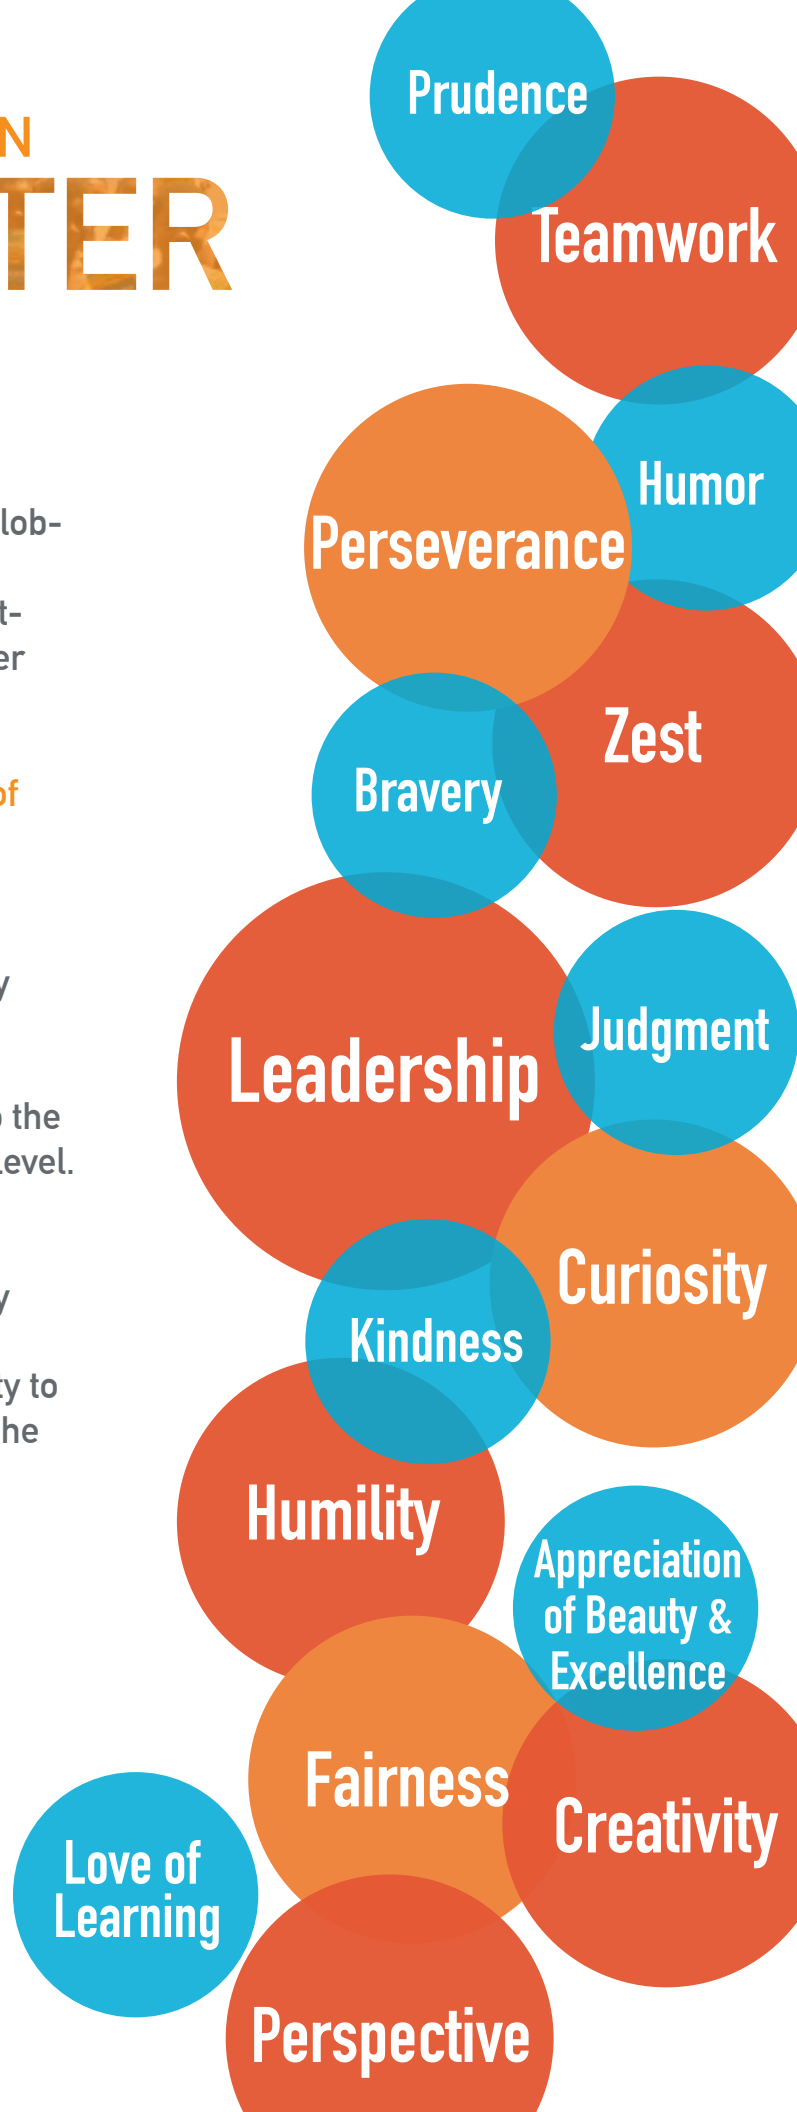 Prudence
N
TER
Teamwork
Humor
lob-
Perseverance
t-
er
Zest
Bravery
of
y
Judgment
Leadership
the
level.
Curiosity
y
Kindness
ty to
he
Humility
Appreciation
of Beauty &
Excellence
Fairness
Creativity
Love of
Learning
Perspective